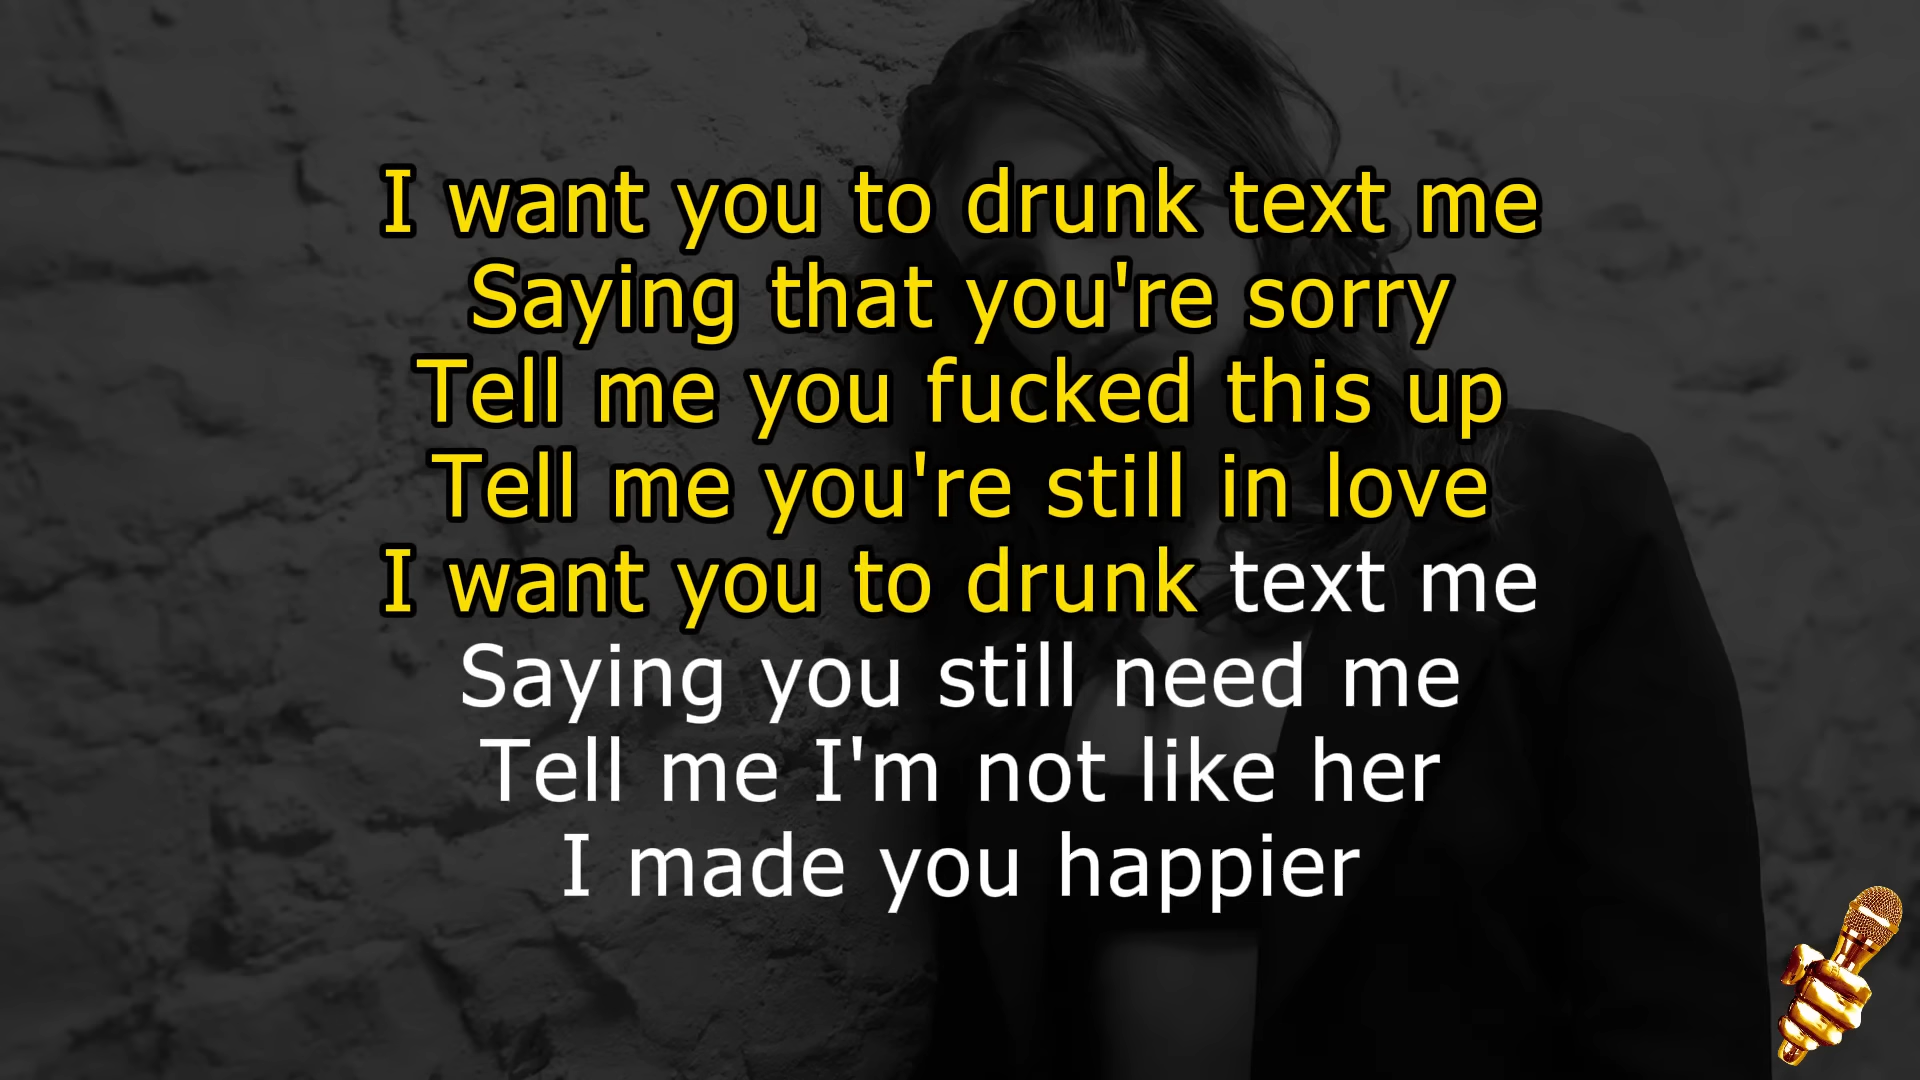 I want you to drunk text me
Saying that you're sorry
Tell me you fucked this up
Tell me you're still in love
I want you to drunk text me
Saying you still need me
Tell me I'm not like her
I made you happier